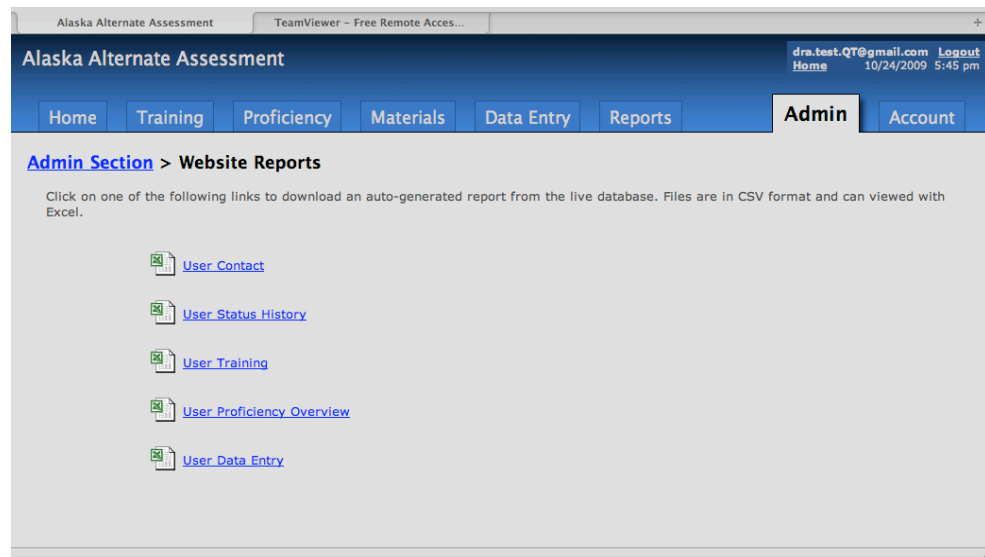 Alaska Alternate Assessment
TeamViewer – Free Remote Acces...
+
Alaska Alternate Assessment
dra.test.QT@gmail.com Logout
Home 10/24/2009 5:45 pm
Home Training Proficiency Materials Data Entry Reports Admin Account
Admin Section > Website Reports
Click on one of the following links to download an auto-generated report from the live database. Files are in CSV format and can viewed with
Excel.
User Contact
User Status History
User Training
User Proficiency Overview
User Data Entry